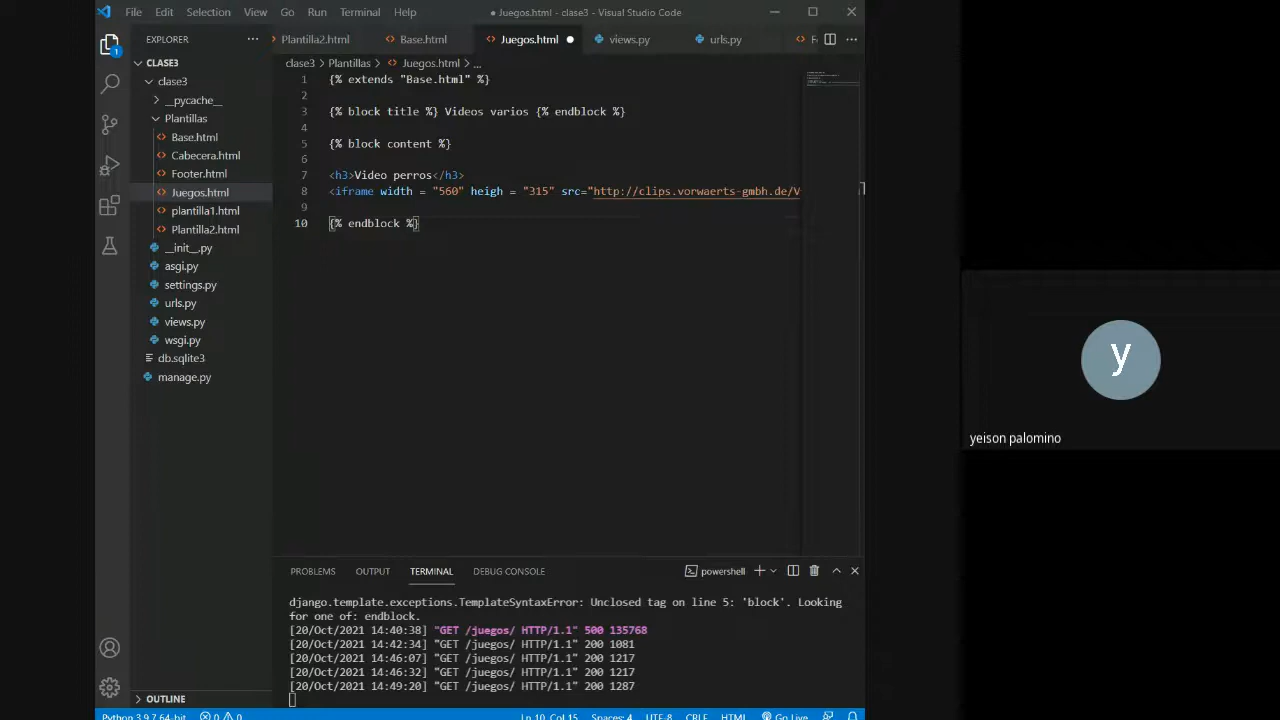 File Edit Selection View Go Run Terminal Help
● Juegos.html - clase3 - Visual Studio Code
EXPLORER
Plantilla2.html Base.html Juegos.html views.py urls.py
CLASE3
clase3
__pycache__
Plantillas
Base.html
Cabecera.html
Footer.html
Juegos.html
plantilla1.html
Plantilla2.html
__init__.py
asgi.py
settings.py
urls.py
views.py
wsgi.py
db.sqlite3
manage.py
OUTLINE
1
clase3 > Plantillas > Juegos.html > ...
1 {% extends "Base.html" %}
2
3 {% block title %} Videos varios {% endblock %}
4
5 {% block content %}
6
7 <h3>Video perros</h3>
8 <iframe width = "560" heigh = "315" src="http://clips.vorwaerts-gmbh.de/V
9
10 {% endblock %}
PROBLEMS OUTPUT TERMINAL DEBUG CONSOLE
powershell
django.template.exceptions.TemplateSyntaxError: Unclosed tag on line 5: 'block'. Looking
for one of: endblock.
[20/Oct/2021 14:40:38] "GET /juegos/ HTTP/1.1" 500 135768
[20/Oct/2021 14:42:34] "GET /juegos/ HTTP/1.1" 200 1081
[20/Oct/2021 14:46:07] "GET /juegos/ HTTP/1.1" 200 1217
[20/Oct/2021 14:46:32] "GET /juegos/ HTTP/1.1" 200 1217
[20/Oct/2021 14:49:20] "GET /juegos/ HTTP/1.1" 200 1287
Python 3.9.7 64-bit 0 0 Ln 10, Col 15 Spaces: 4 UTF-8 CRLF HTML Go Live
y
yeison palomino